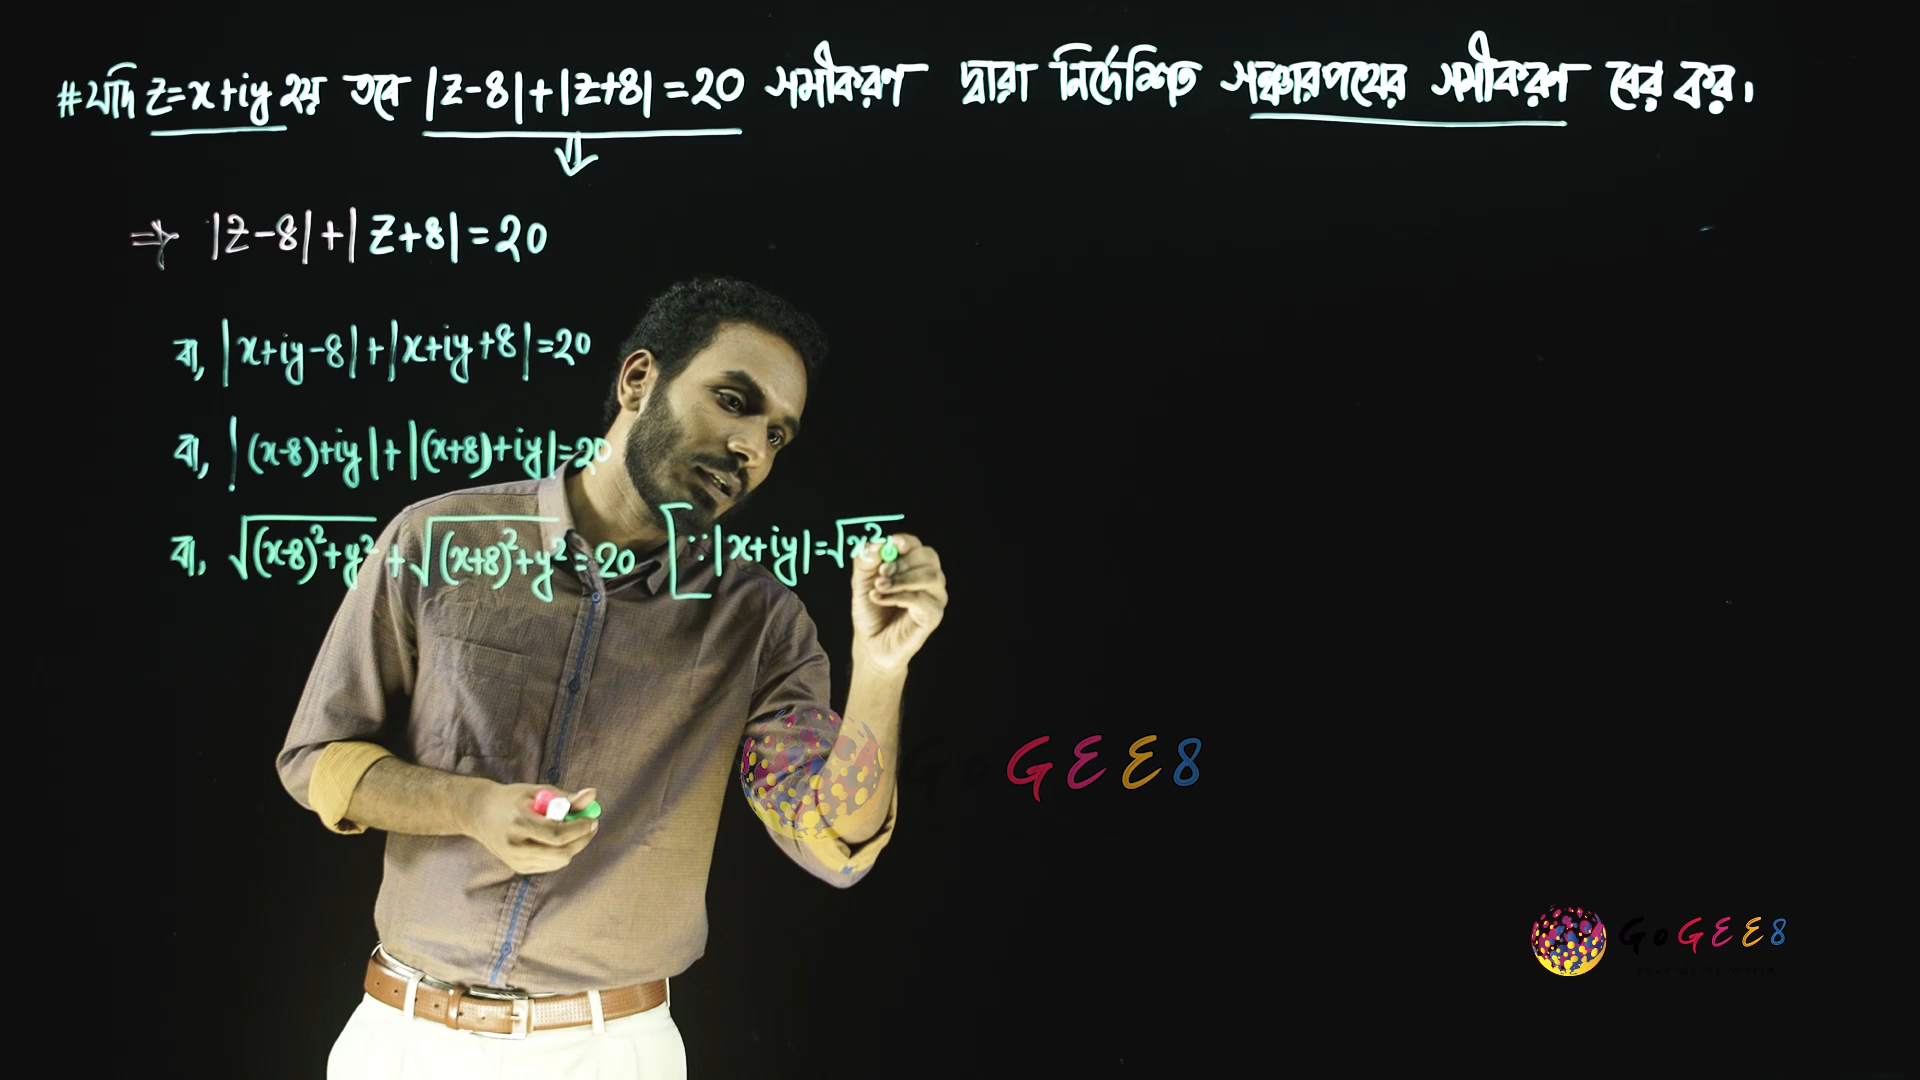 # যদি z=x+iy হয় তবে |z-8|+|z+8|=20 সমীকরণ দ্বারা নির্দেশিত সঞ্চারপথের সমীকরণ বের কর।
⇒ |z-8|+|z+8|=20
বা, |x+iy-8|+|x+iy+8|=20
বা, |(x-8)+iy|+|(x+8)+iy|=20
বা, √(x-8)²+y² + √(x+8)²+y² = 20 [∵|x+iy|=√x²
GoGEE8
GoGEE8